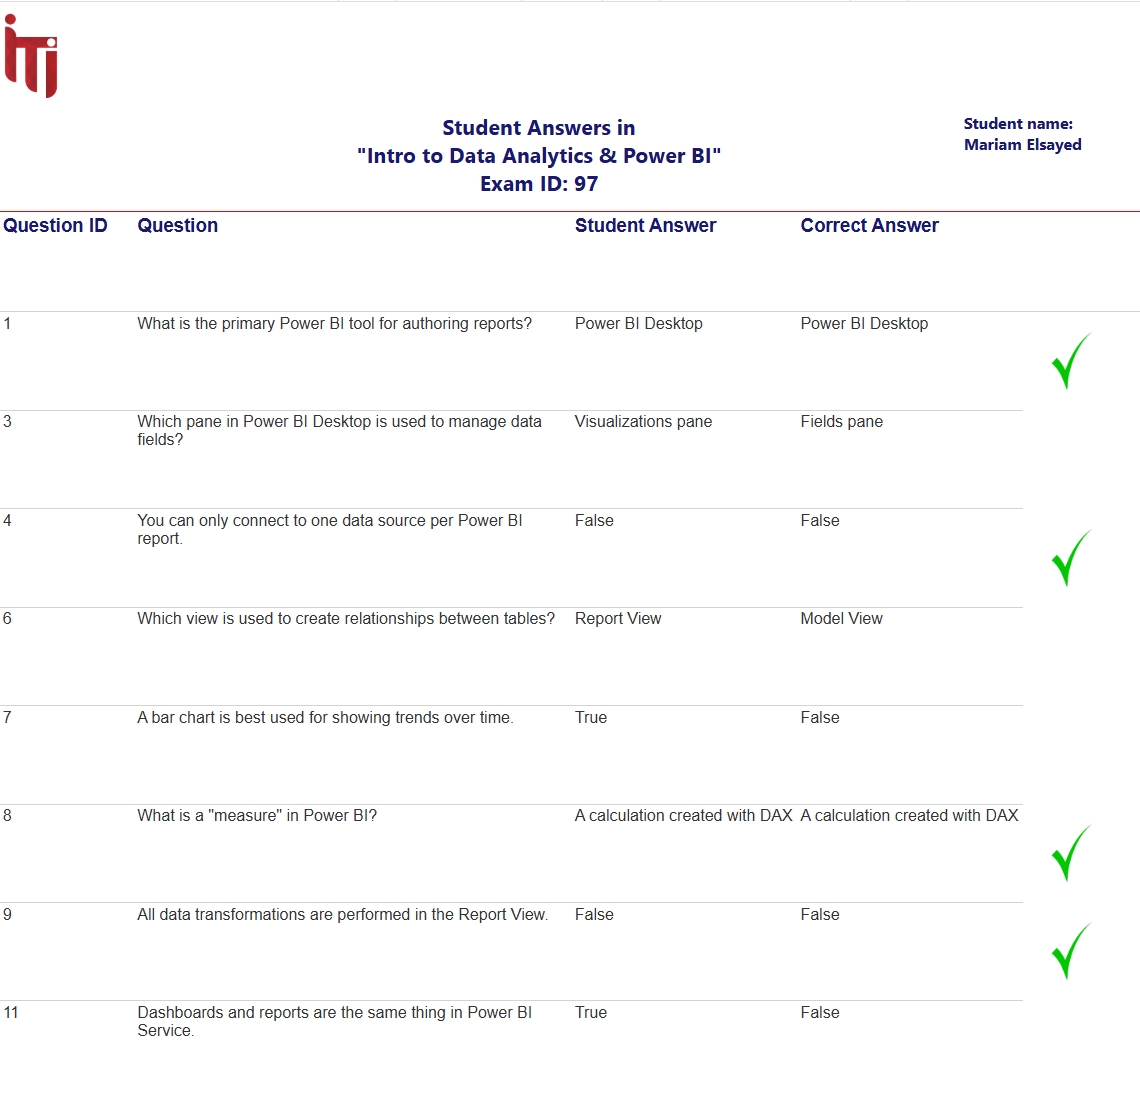 iTi
Student Answers in
"Intro to Data Analytics & Power BI"
Exam ID: 97
Student name:
Mariam Elsayed
Question ID Question Student Answer Correct Answer
1 What is the primary Power BI tool for authoring reports? Power BI Desktop Power BI Desktop
3 Which pane in Power BI Desktop is used to manage data Visualizations pane Fields pane
fields?
4 You can only connect to one data source per Power BI False False
report.
6 Which view is used to create relationships between tables? Report View Model View
7 A bar chart is best used for showing trends over time. True False
8 What is a "measure" in Power BI? A calculation created with DAX A calculation created with DAX
9 All data transformations are performed in the Report View. False False
11 Dashboards and reports are the same thing in Power BI True False
Service.